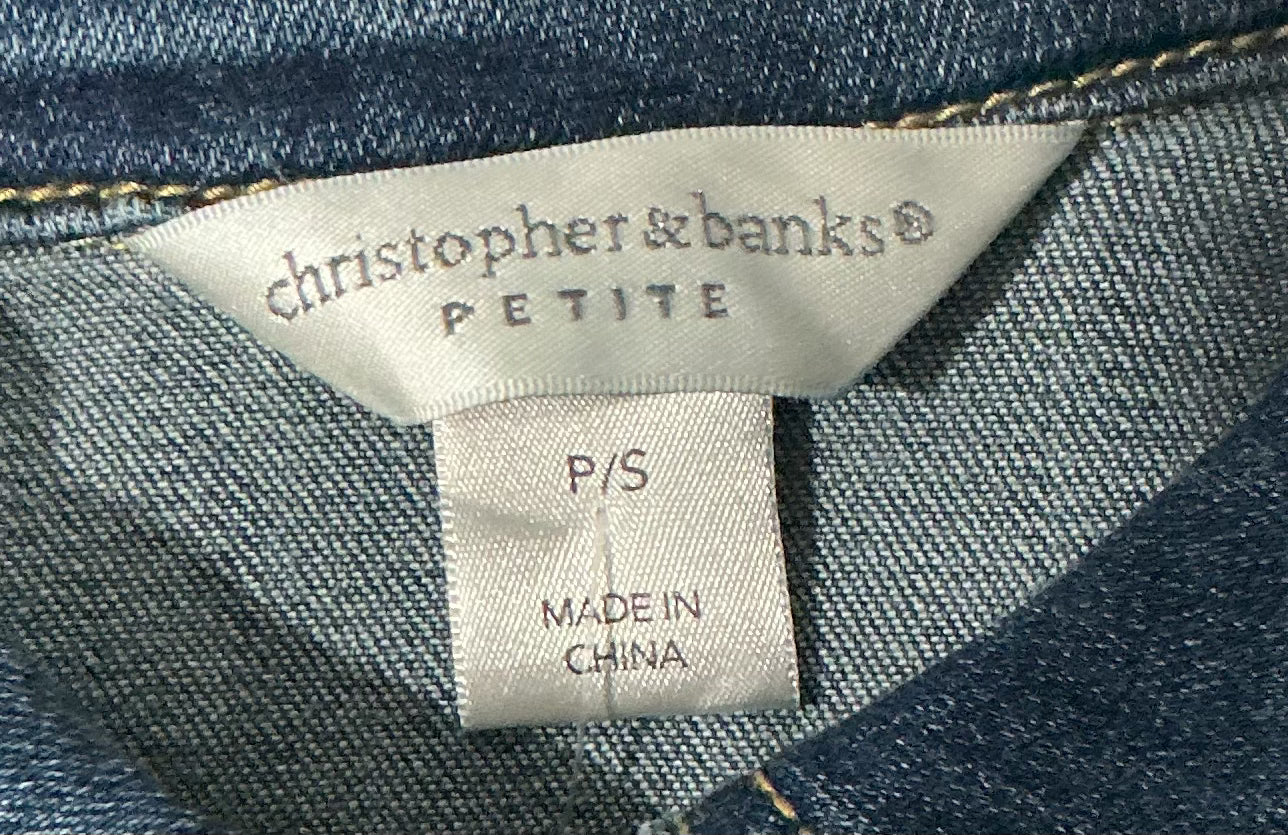 christopher & banks®
PETITE
P/S
MADE IN
CHINA